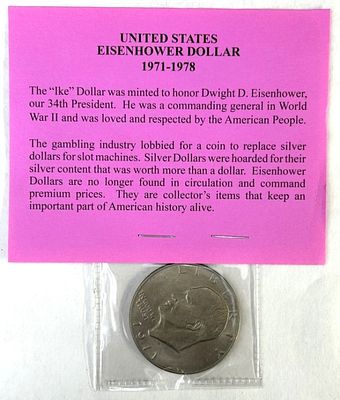 UNITED STATES
EISENHOWER DOLLAR
1971-1978
The "Ike" Dollar was minted to honor Dwight D. Eisenhower,
our 34th President. He was a commanding general in World
War II and was loved and respected by the American People.
The gambling industry lobbied for a coin to replace silver
dollars for slot machines. Silver Dollars were hoarded for their
silver content that was worth more than a dollar. Eisenhower
Dollars are no longer found in circulation and command
premium prices. They are collector's items that keep an
important part of American history alive.
LIBERTY